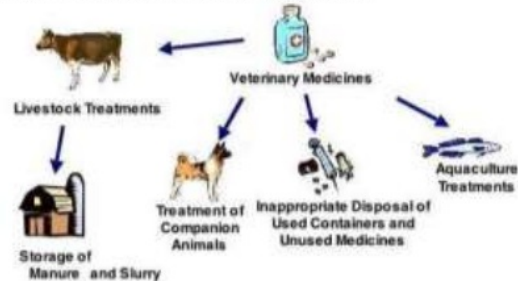 Veterinary Medicines
Livestock Treatments
Aquaculture
Treatments
Treatment of
Companion
Animals
Inappropriate Disposal of
Used Containers and
Unused Medicines
Storage of
Manure and Slurry